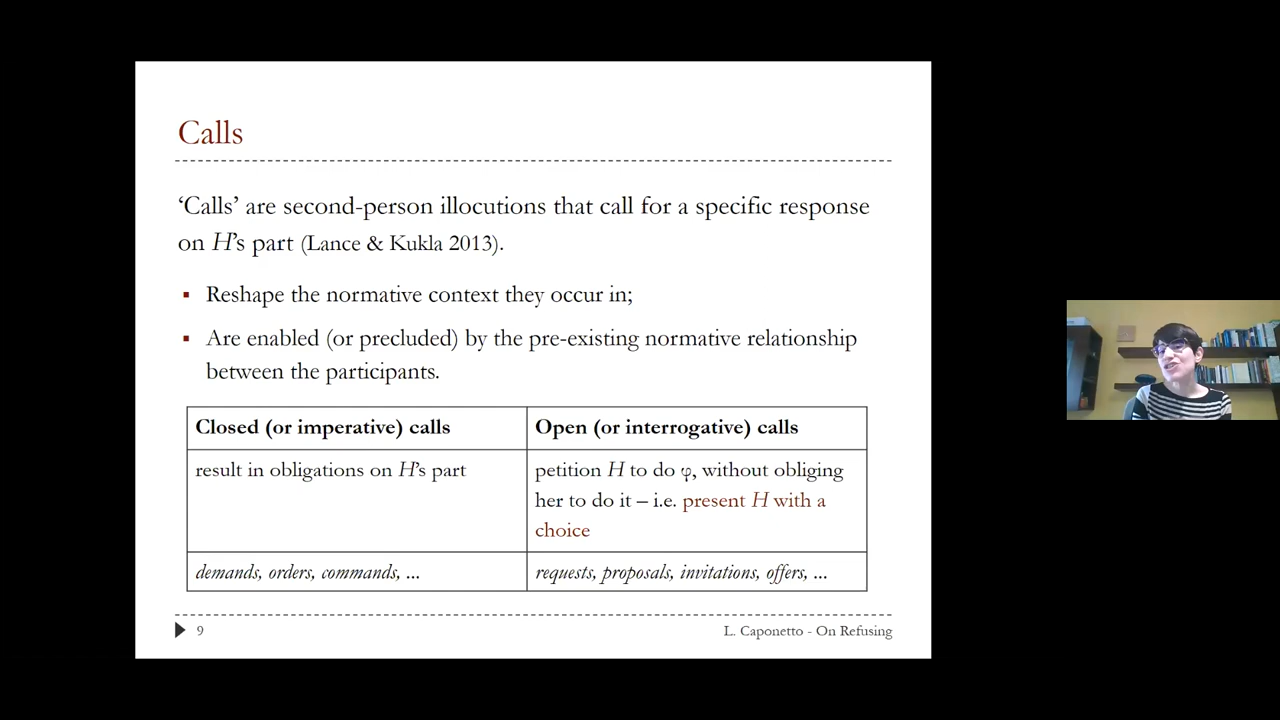 Calls
‘Calls’ are second-person illocutions that call for a specific response
on H’s part (Lance & Kukla 2013).
▪ Reshape the normative context they occur in;
▪ Are enabled (or precluded) by the pre-existing normative relationship
between the participants.
Closed (or imperative) calls
Open (or interrogative) calls
result in obligations on H’s part
petition H to do φ, without obliging
her to do it – i.e. present H with a
choice
demands, orders, commands, ...
requests, proposals, invitations, offers, ...
9
L. Caponetto - On Refusing